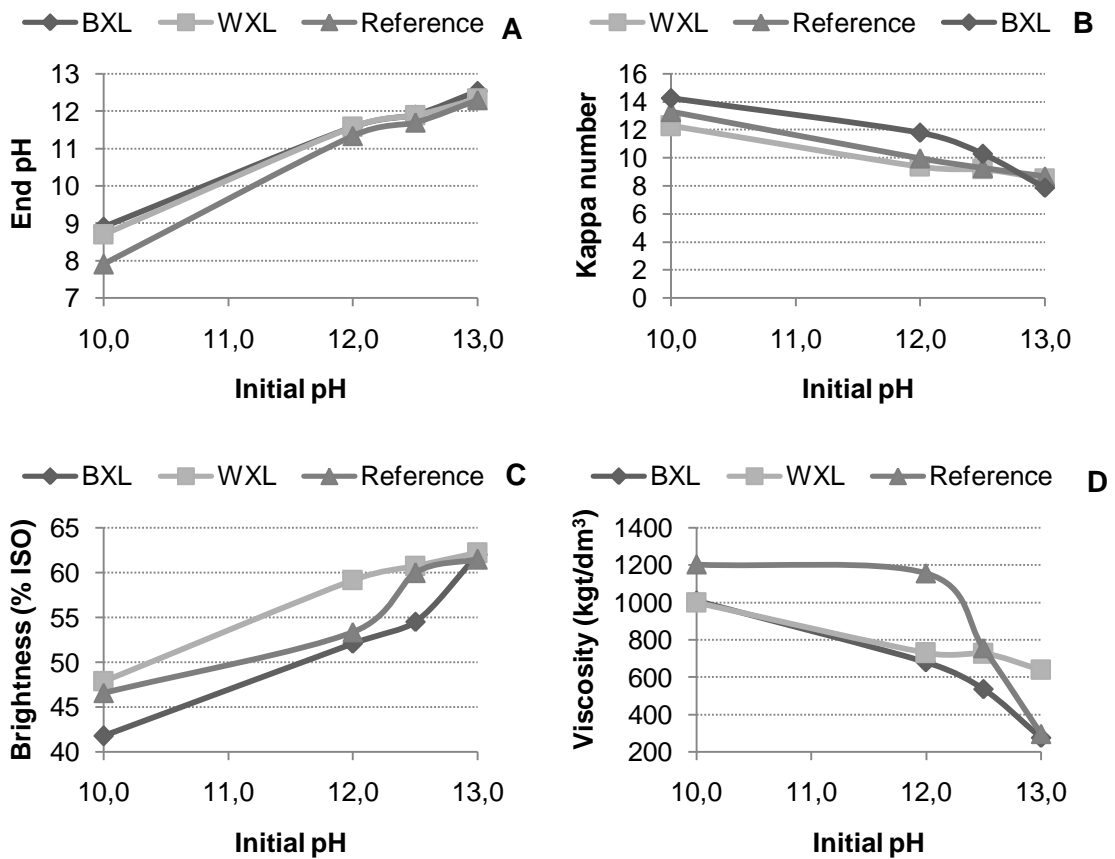 BXL WXL Reference A
13
12
11
10
9
8
7
End pH
10,0 11,0 12,0 13,0
Initial pH
WXL Reference BXL B
16
14
12
10
8
6
4
2
0
Kappa number
10,0 11,0 12,0 13,0
Initial pH
BXL WXL Reference C
65
60
55
50
45
40
Brightness (% ISO)
10,0 11,0 12,0 13,0
Initial pH
BXL WXL Reference D
1400
1200
1000
800
600
400
200
Viscosity (kgt/dm³)
10,0 11,0 12,0 13,0
Initial pH